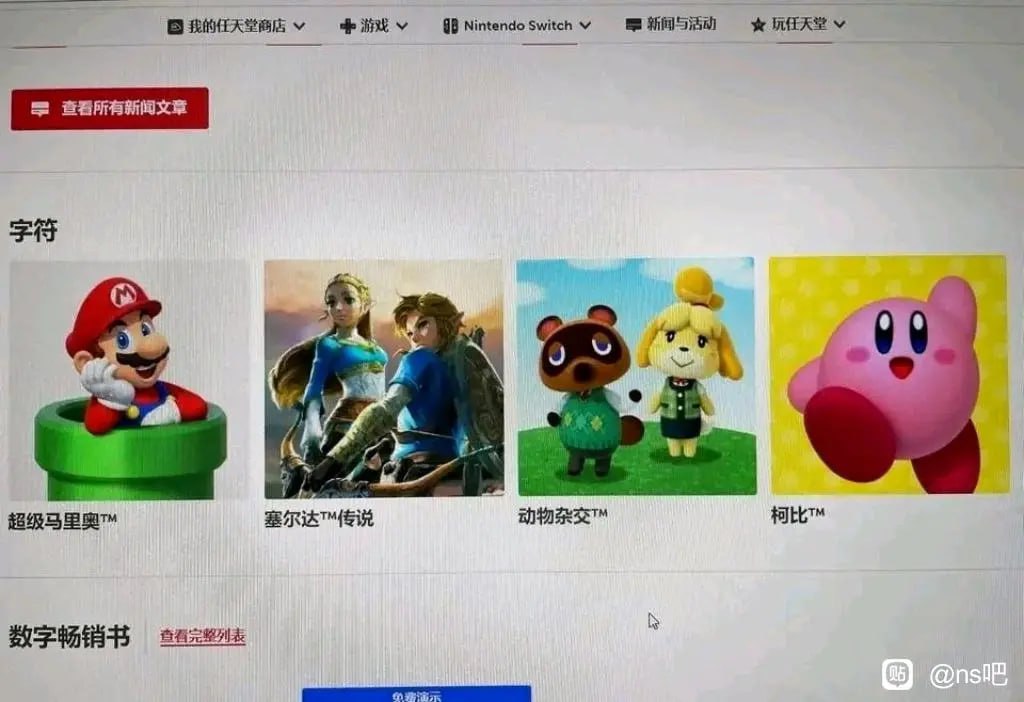 我的任天堂商店
游戏
Nintendo Switch
新闻与活动
玩任天堂
查看所有新闻文章
字符
M
超级马里奥™
塞尔达™传说
动物杂交™
柯比™
数字畅销书
查看完整列表
免费演示
贴 @ns吧